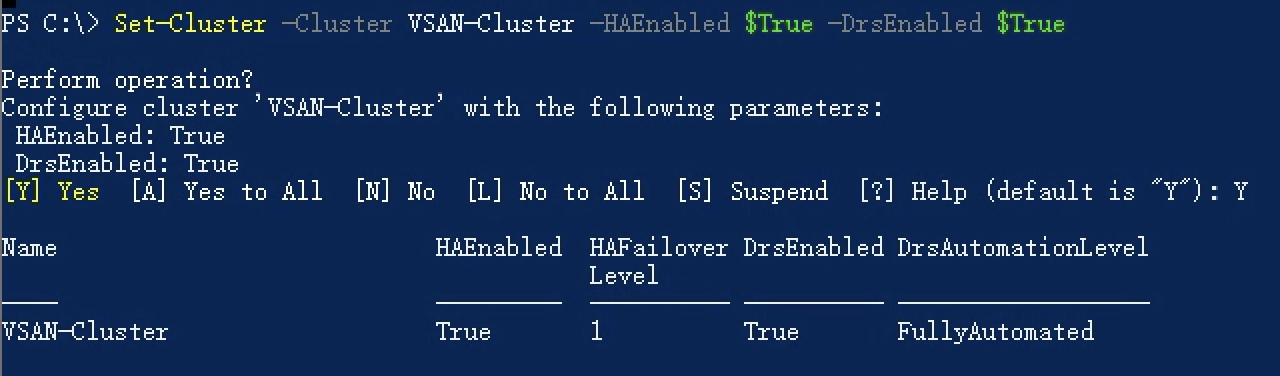 PS C:\> Set-Cluster -Cluster VSAN-Cluster -HAEnabled $True -DrsEnabled $True
Perform operation?
Configure cluster 'VSAN-Cluster' with the following parameters:
HAEnabled: True
DrsEnabled: True
[Y] Yes  [A] Yes to All  [N] No  [L] No to All  [S] Suspend  [?] Help (default is "Y"): Y
Name HAEnabled HAFailover DrsEnabled DrsAutomationLevel
Level
---- --------- ---------- ---------- ------------------
VSAN-Cluster True 1 True FullyAutomated